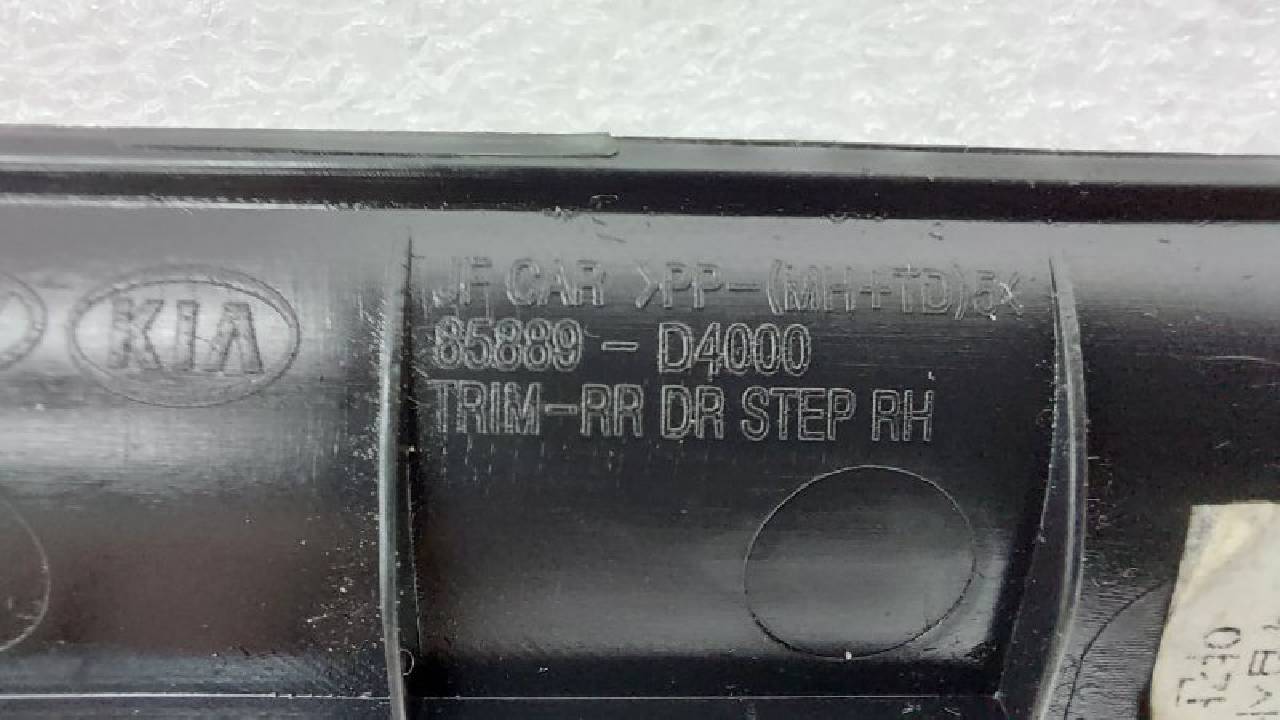 KIA
JF CAR >PP-(MH+TD)5<
85889 - D4000
TRIM-RR DR STEP RH